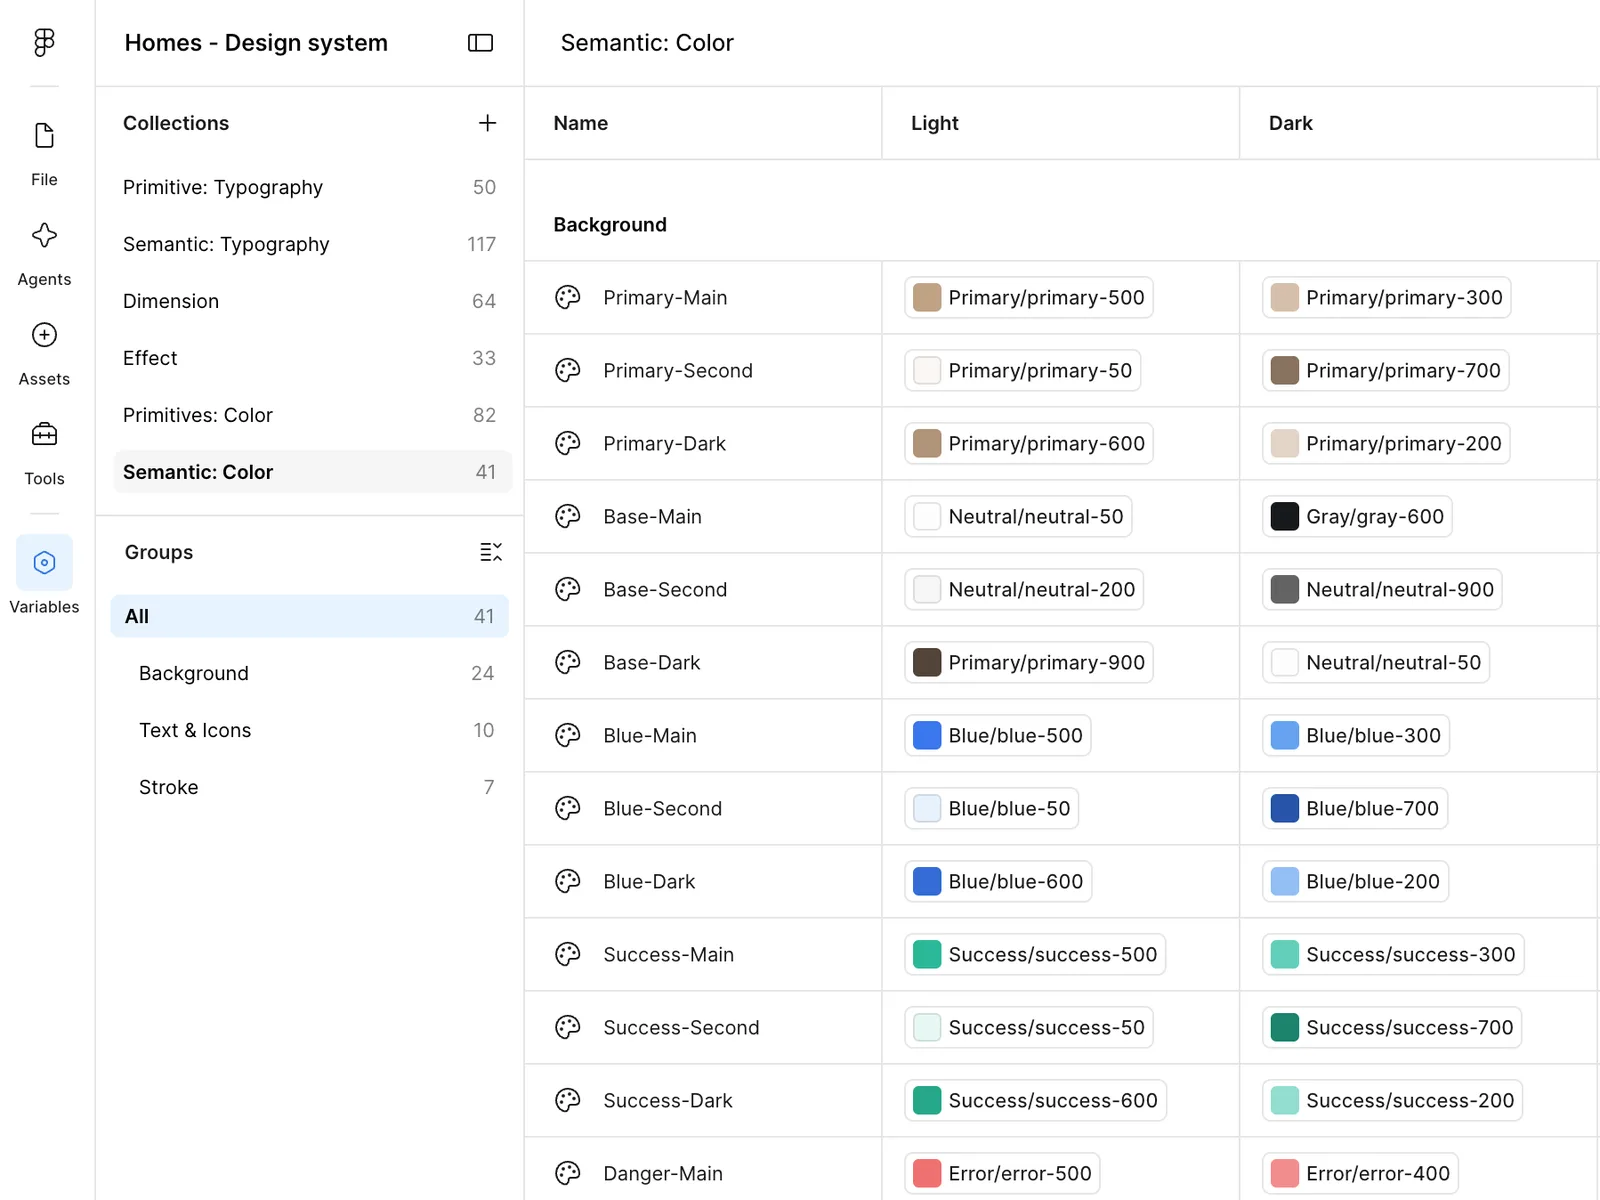 Homes - Design system
Semantic: Color
File
Agents
Assets
Tools
Variables
Collections
Primitive: Typography 50
Semantic: Typography 117
Dimension 64
Effect 33
Primitives: Color 82
Semantic: Color 41
Groups
All 41
Background 24
Text & Icons 10
Stroke 7
Name Light Dark
Background
Primary-Main Primary/primary-500 Primary/primary-300
Primary-Second Primary/primary-50 Primary/primary-700
Primary-Dark Primary/primary-600 Primary/primary-200
Base-Main Neutral/neutral-50 Gray/gray-600
Base-Second Neutral/neutral-200 Neutral/neutral-900
Base-Dark Primary/primary-900 Neutral/neutral-50
Blue-Main Blue/blue-500 Blue/blue-300
Blue-Second Blue/blue-50 Blue/blue-700
Blue-Dark Blue/blue-600 Blue/blue-200
Success-Main Success/success-500 Success/success-300
Success-Second Success/success-50 Success/success-700
Success-Dark Success/success-600 Success/success-200
Danger-Main Error/error-500 Error/error-400